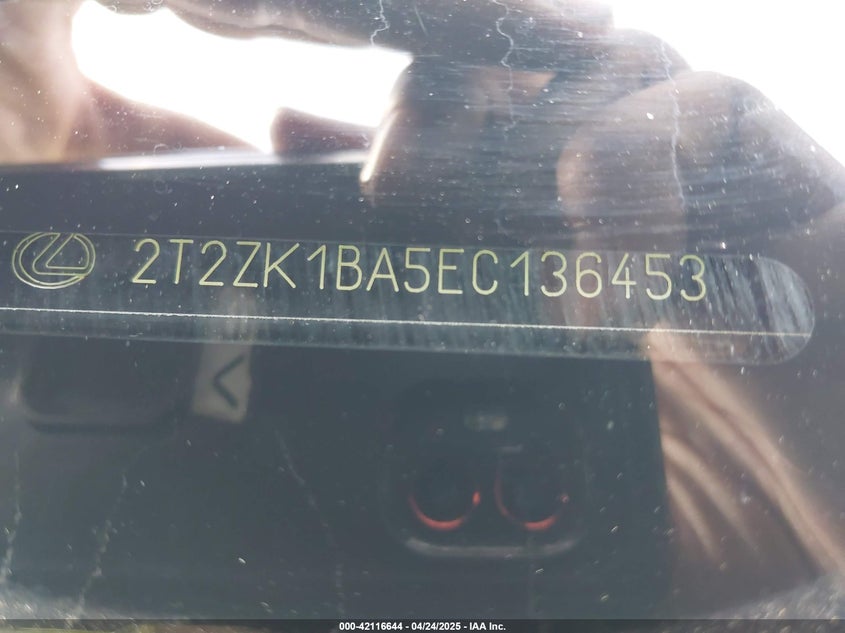 2T2ZK1BA5EC136453
000-42116644 - 04/24/2025 - IAA Inc.